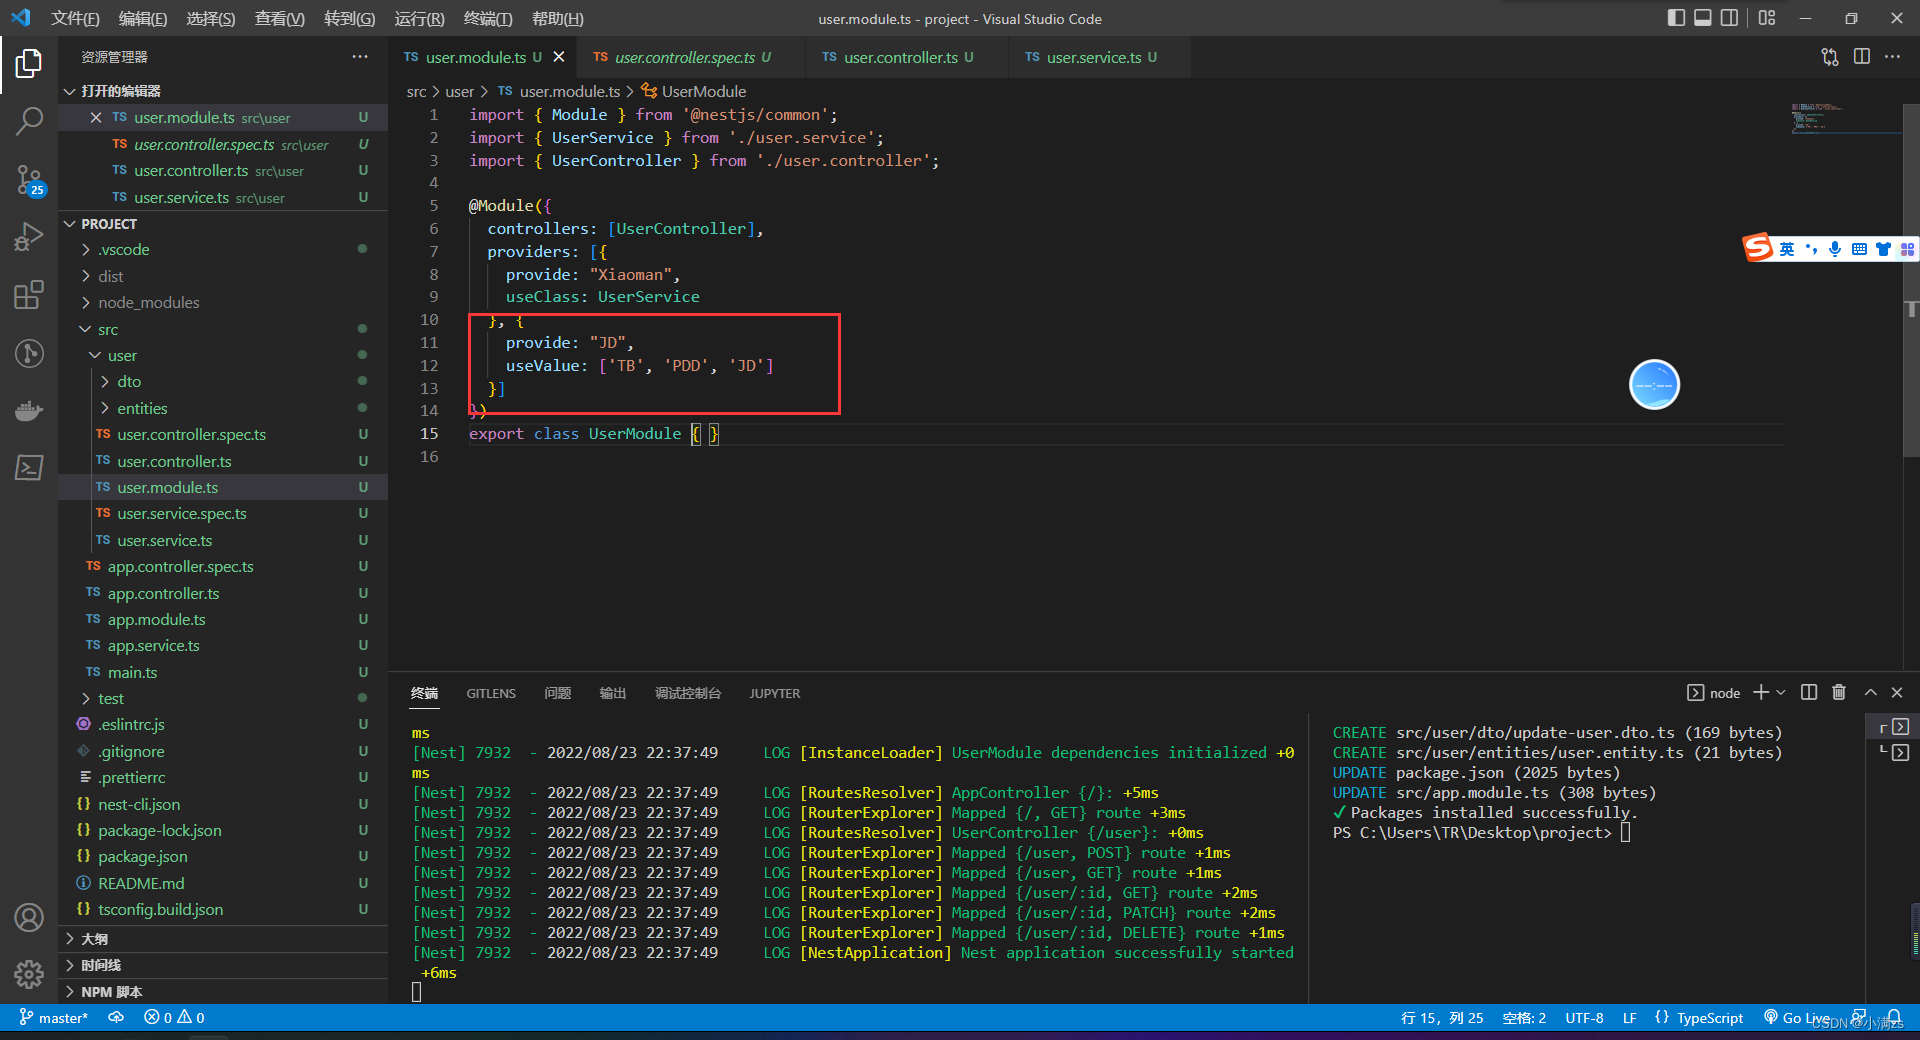 文件(F) 编辑(E) 选择(S) 查看(V) 转到(G) 运行(R) 终端(T) 帮助(H) user.module.ts - project - Visual Studio Code
资源管理器 ···
打开的编辑器
TS user.module.ts src\user U
TS user.controller.spec.ts src\user U
TS user.controller.ts src\user U
TS user.service.ts src\user U
25
PROJECT
.vscode
dist
node_modules
src
user
dto
entities
TS user.controller.spec.ts U
TS user.controller.ts U
TS user.module.ts U
TS user.service.spec.ts U
TS user.service.ts U
TS app.controller.spec.ts U
TS app.controller.ts U
TS app.module.ts U
TS app.service.ts U
TS main.ts U
test
.eslintrc.js U
.gitignore U
.prettierrc U
{} nest-cli.json U
{} package-lock.json U
{} package.json U
README.md U
{} tsconfig.build.json U
大纲
时间线
NPM 脚本
TS user.module.ts U TS user.controller.spec.ts U TS user.controller.ts U TS user.service.ts U
src > user > TS user.module.ts > UserModule
1 import { Module } from '@nestjs/common';
2 import { UserService } from './user.service';
3 import { UserController } from './user.controller';
4
5 @Module({
6 controllers: [UserController],
7 providers: [{
8 provide: "Xiaoman",
9 useClass: UserService
10 }, {
11 provide: "JD",
12 useValue: ['TB', 'PDD', 'JD']
13 }]
14 })
15 export class UserModule { }
16
S 英
终端 GITLENS 问题 输出 调试控制台 JUPYTER node
ms
[Nest] 7932 - 2022/08/23 22:37:49 LOG [InstanceLoader] UserModule dependencies initialized +0
ms
[Nest] 7932 - 2022/08/23 22:37:49 LOG [RoutesResolver] AppController {/}: +5ms
[Nest] 7932 - 2022/08/23 22:37:49 LOG [RouterExplorer] Mapped {/, GET} route +3ms
[Nest] 7932 - 2022/08/23 22:37:49 LOG [RoutesResolver] UserController {/user}: +0ms
[Nest] 7932 - 2022/08/23 22:37:49 LOG [RouterExplorer] Mapped {/user, POST} route +1ms
[Nest] 7932 - 2022/08/23 22:37:49 LOG [RouterExplorer] Mapped {/user, GET} route +1ms
[Nest] 7932 - 2022/08/23 22:37:49 LOG [RouterExplorer] Mapped {/user/:id, GET} route +2ms
[Nest] 7932 - 2022/08/23 22:37:49 LOG [RouterExplorer] Mapped {/user/:id, PATCH} route +2ms
[Nest] 7932 - 2022/08/23 22:37:49 LOG [RouterExplorer] Mapped {/user/:id, DELETE} route +1ms
[Nest] 7932 - 2022/08/23 22:37:49 LOG [NestApplication] Nest application successfully started
+6ms
CREATE src/user/dto/update-user.dto.ts (169 bytes)
CREATE src/user/entities/user.entity.ts (21 bytes)
UPDATE package.json (2025 bytes)
UPDATE src/app.module.ts (308 bytes)
✓ Packages installed successfully.
PS C:\Users\TR\Desktop\project>
master* 0 0 行 15，列 25 空格: 2 UTF-8 LF {} TypeScript Go Live
CSDN @小满zs